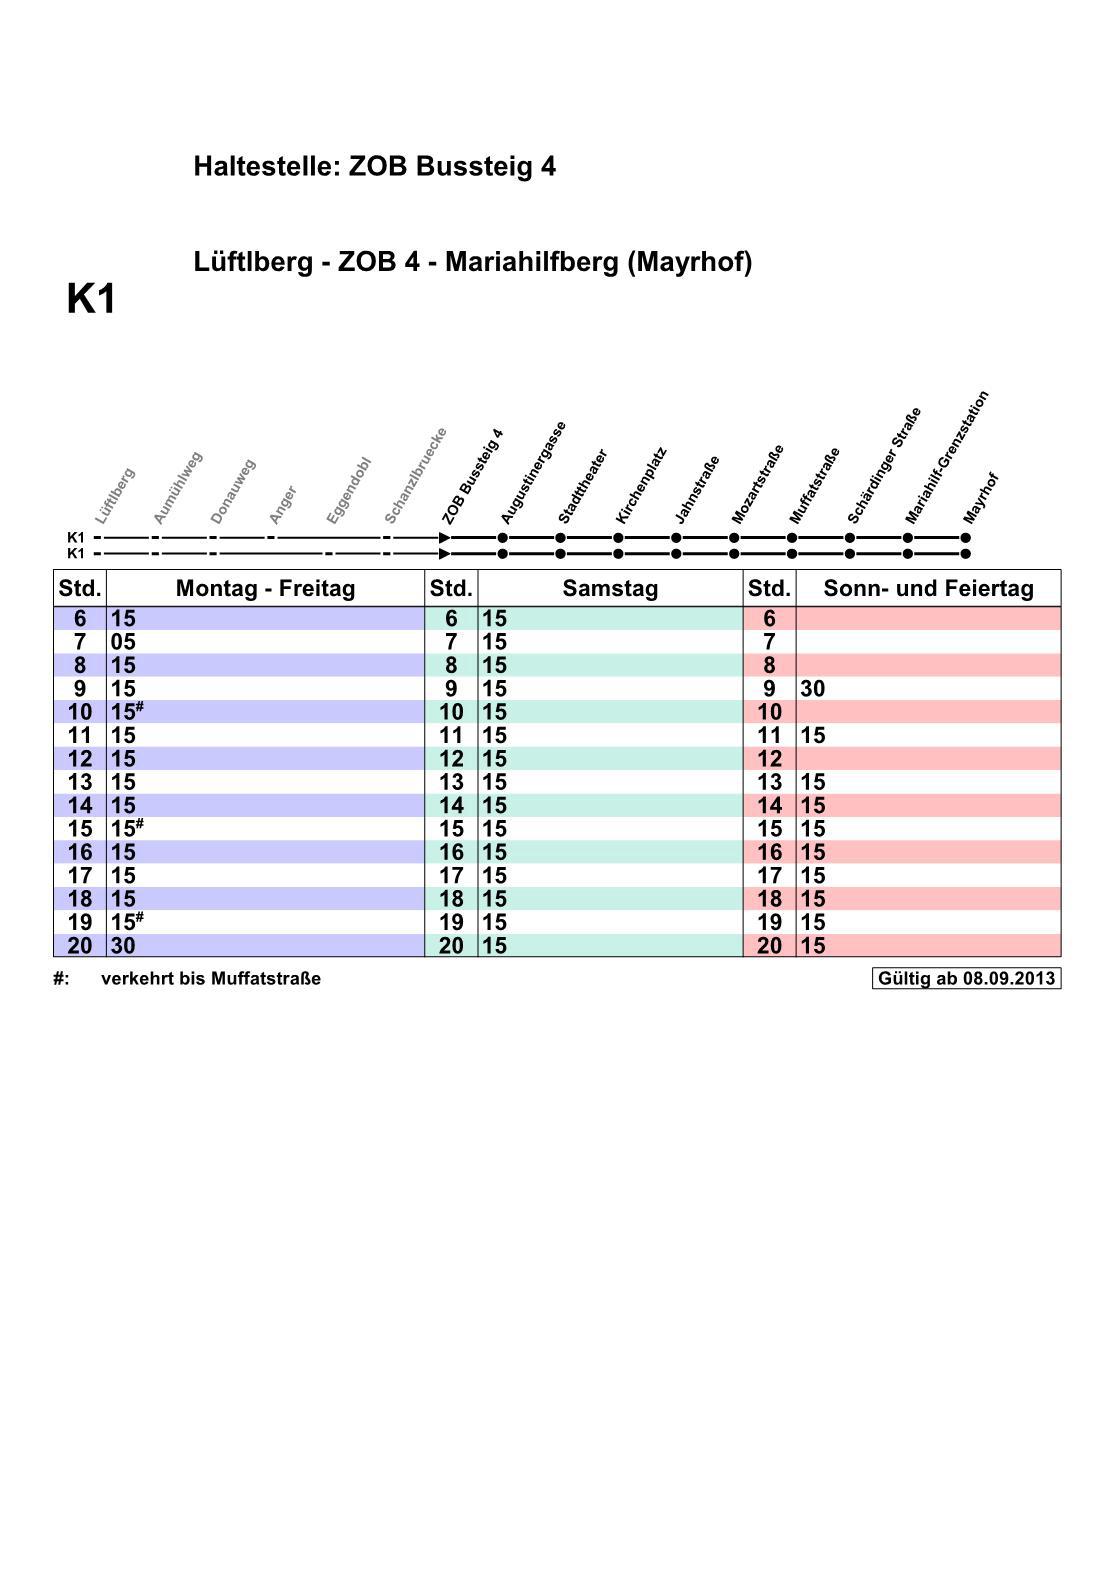 Haltestelle: ZOB Bussteig 4
Lüftlberg - ZOB 4 - Mariahilfberg (Mayrhof)
K1
Lüftlberg
Aumühlweg
Donauweg
Anger
Eggendobl
Schanzlbruecke
ZOB Bussteig 4
Augustinergasse
Stadttheater
Kirchenplatz
Jahnstraße
Mozartstraße
Muffatstraße
Schärdinger Straße
Mariahilf-Grenzstation
Mayrhof
K1
K1
Std. Montag - Freitag Std. Samstag Std. Sonn- und Feiertag
6 15 6 15 6
7 05 7 15 7
8 15 8 15 8
9 15 9 15 9 30
10 15# 10 15 10
11 15 11 15 11 15
12 15 12 15 12
13 15 13 15 13 15
14 15 14 15 14 15
15 15# 15 15 15 15
16 15 16 15 16 15
17 15 17 15 17 15
18 15 18 15 18 15
19 15# 19 15 19 15
20 30 20 15 20 15
#: verkehrt bis Muffatstraße Gültig ab 08.09.2013